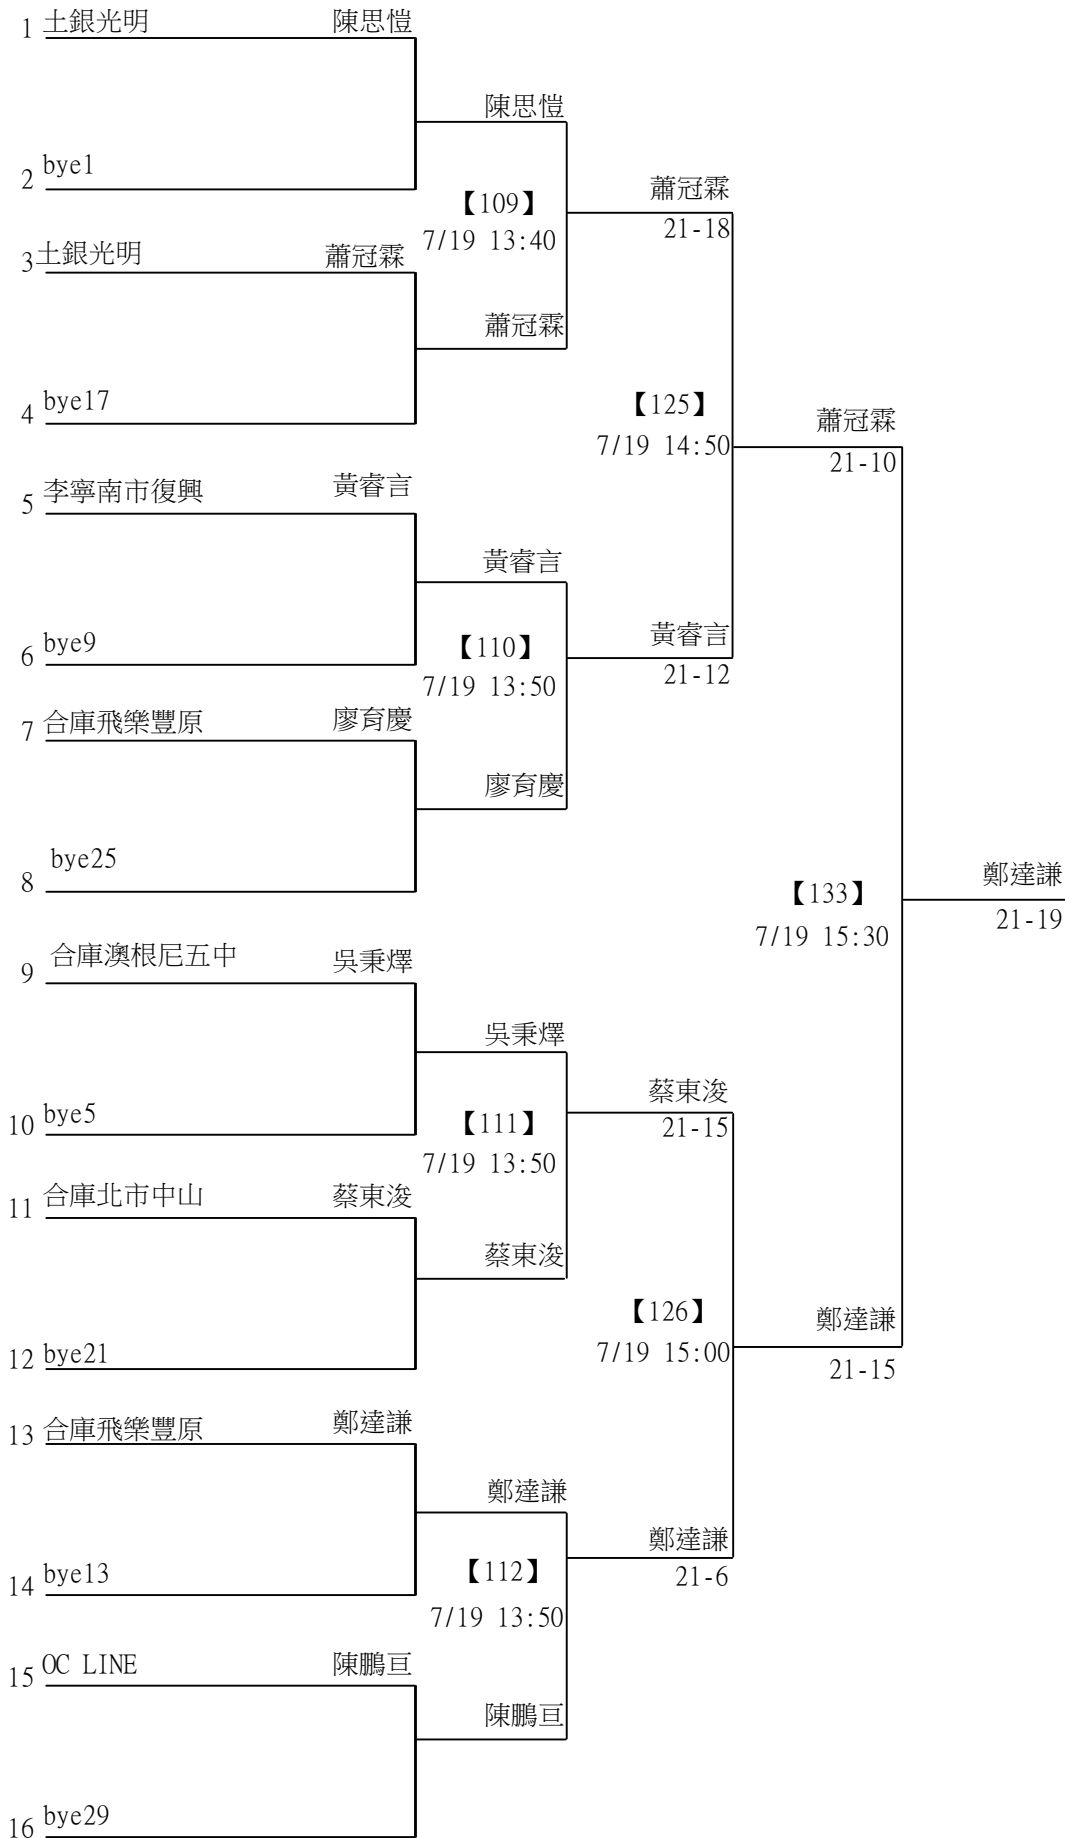 1 土銀光明 陳思愷
陳思愷
2 bye1
【109】
7/19 13:40
蕭冠霖
21-18
3 土銀光明 蕭冠霖
蕭冠霖
4 bye17
【125】
7/19 14:50
蕭冠霖
21-10
5 李寧南市復興 黃睿言
黃睿言
6 bye9
【110】
7/19 13:50
黃睿言
21-12
7 合庫飛樂豐原 廖育慶
廖育慶
8 bye25
【133】
7/19 15:30
鄭達謙
21-19
9 合庫澳根尼五中 吳秉燡
吳秉燡
10 bye5
【111】
7/19 13:50
蔡東浚
21-15
11 合庫北市中山 蔡東浚
蔡東浚
12 bye21
【126】
7/19 15:00
鄭達謙
21-15
13 合庫飛樂豐原 鄭達謙
鄭達謙
14 bye13
【112】
7/19 13:50
鄭達謙
21-6
15 OC LINE 陳鵬亘
陳鵬亘
16 bye29